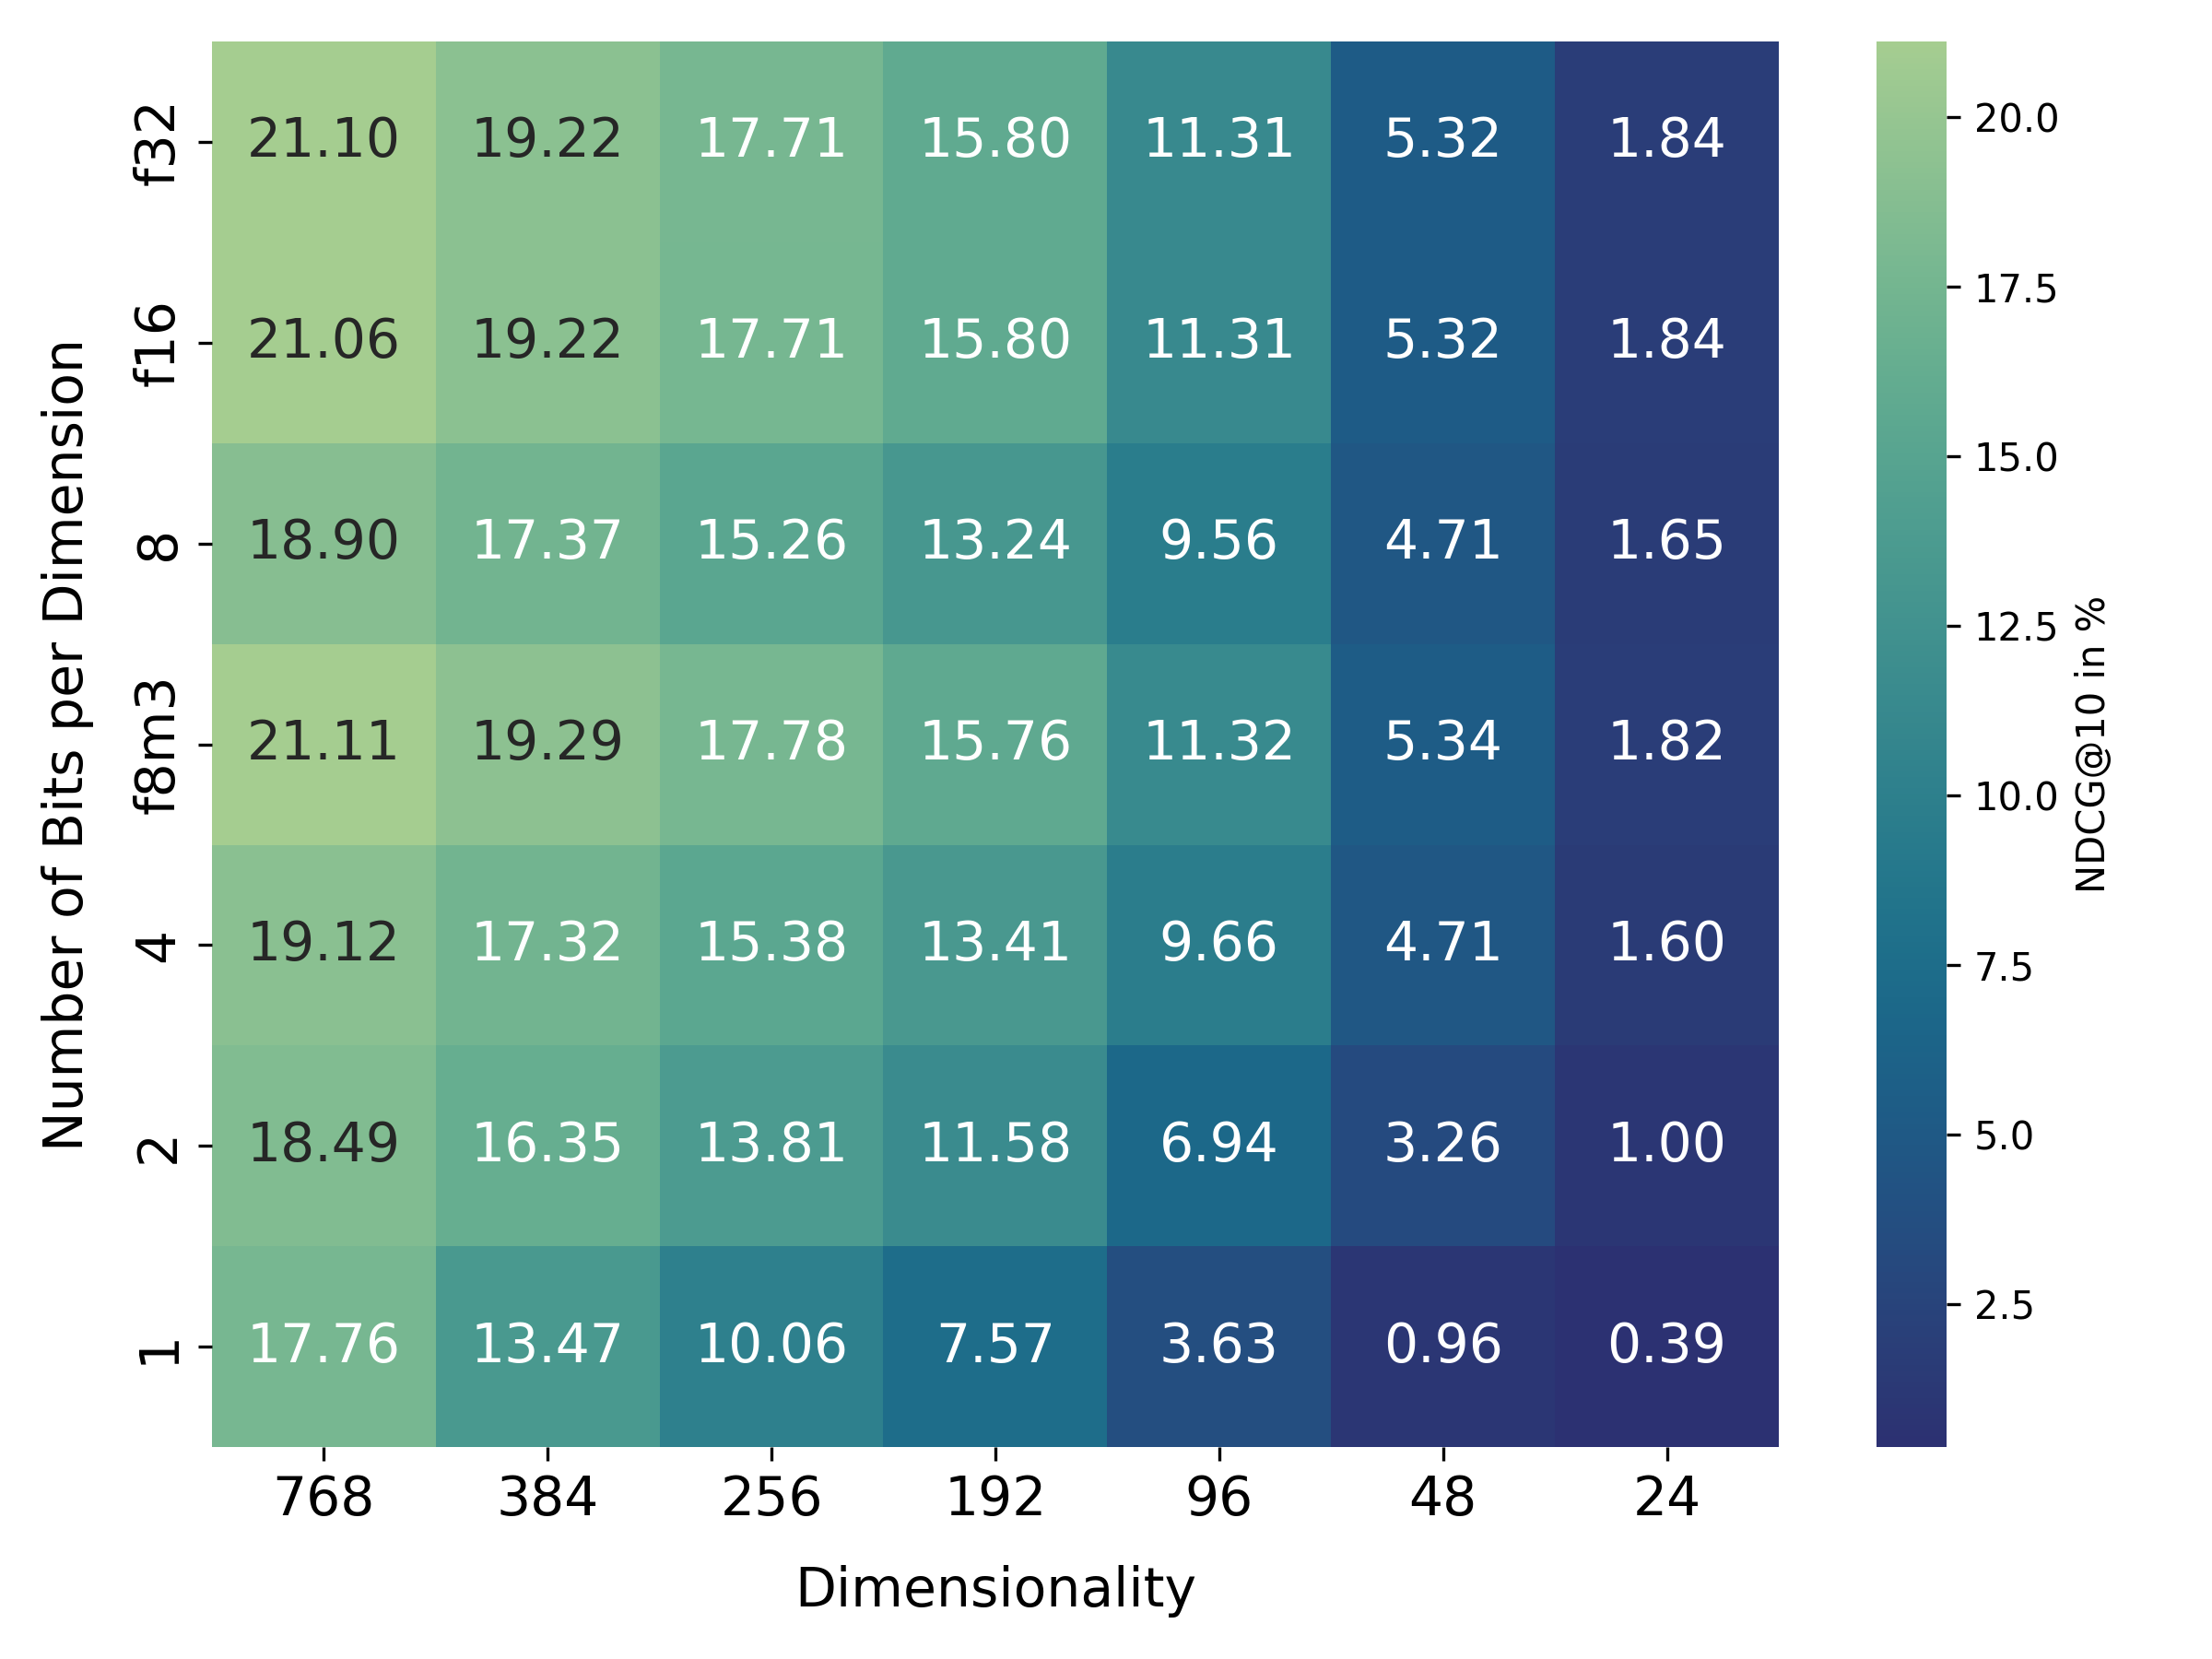 Number of Bits per Dimension
f32 21.10 19.22 17.71 15.80 11.31 5.32 1.84
f16 21.06 19.22 17.71 15.80 11.31 5.32 1.84
8 18.90 17.37 15.26 13.24 9.56 4.71 1.65
f8m3 21.11 19.29 17.78 15.76 11.32 5.34 1.82
4 19.12 17.32 15.38 13.41 9.66 4.71 1.60
2 18.49 16.35 13.81 11.58 6.94 3.26 1.00
1 17.76 13.47 10.06 7.57 3.63 0.96 0.39
768 384 256 192 96 48 24
Dimensionality
20.0
17.5
15.0
12.5
10.0
7.5
5.0
2.5
NDCG@10 in %